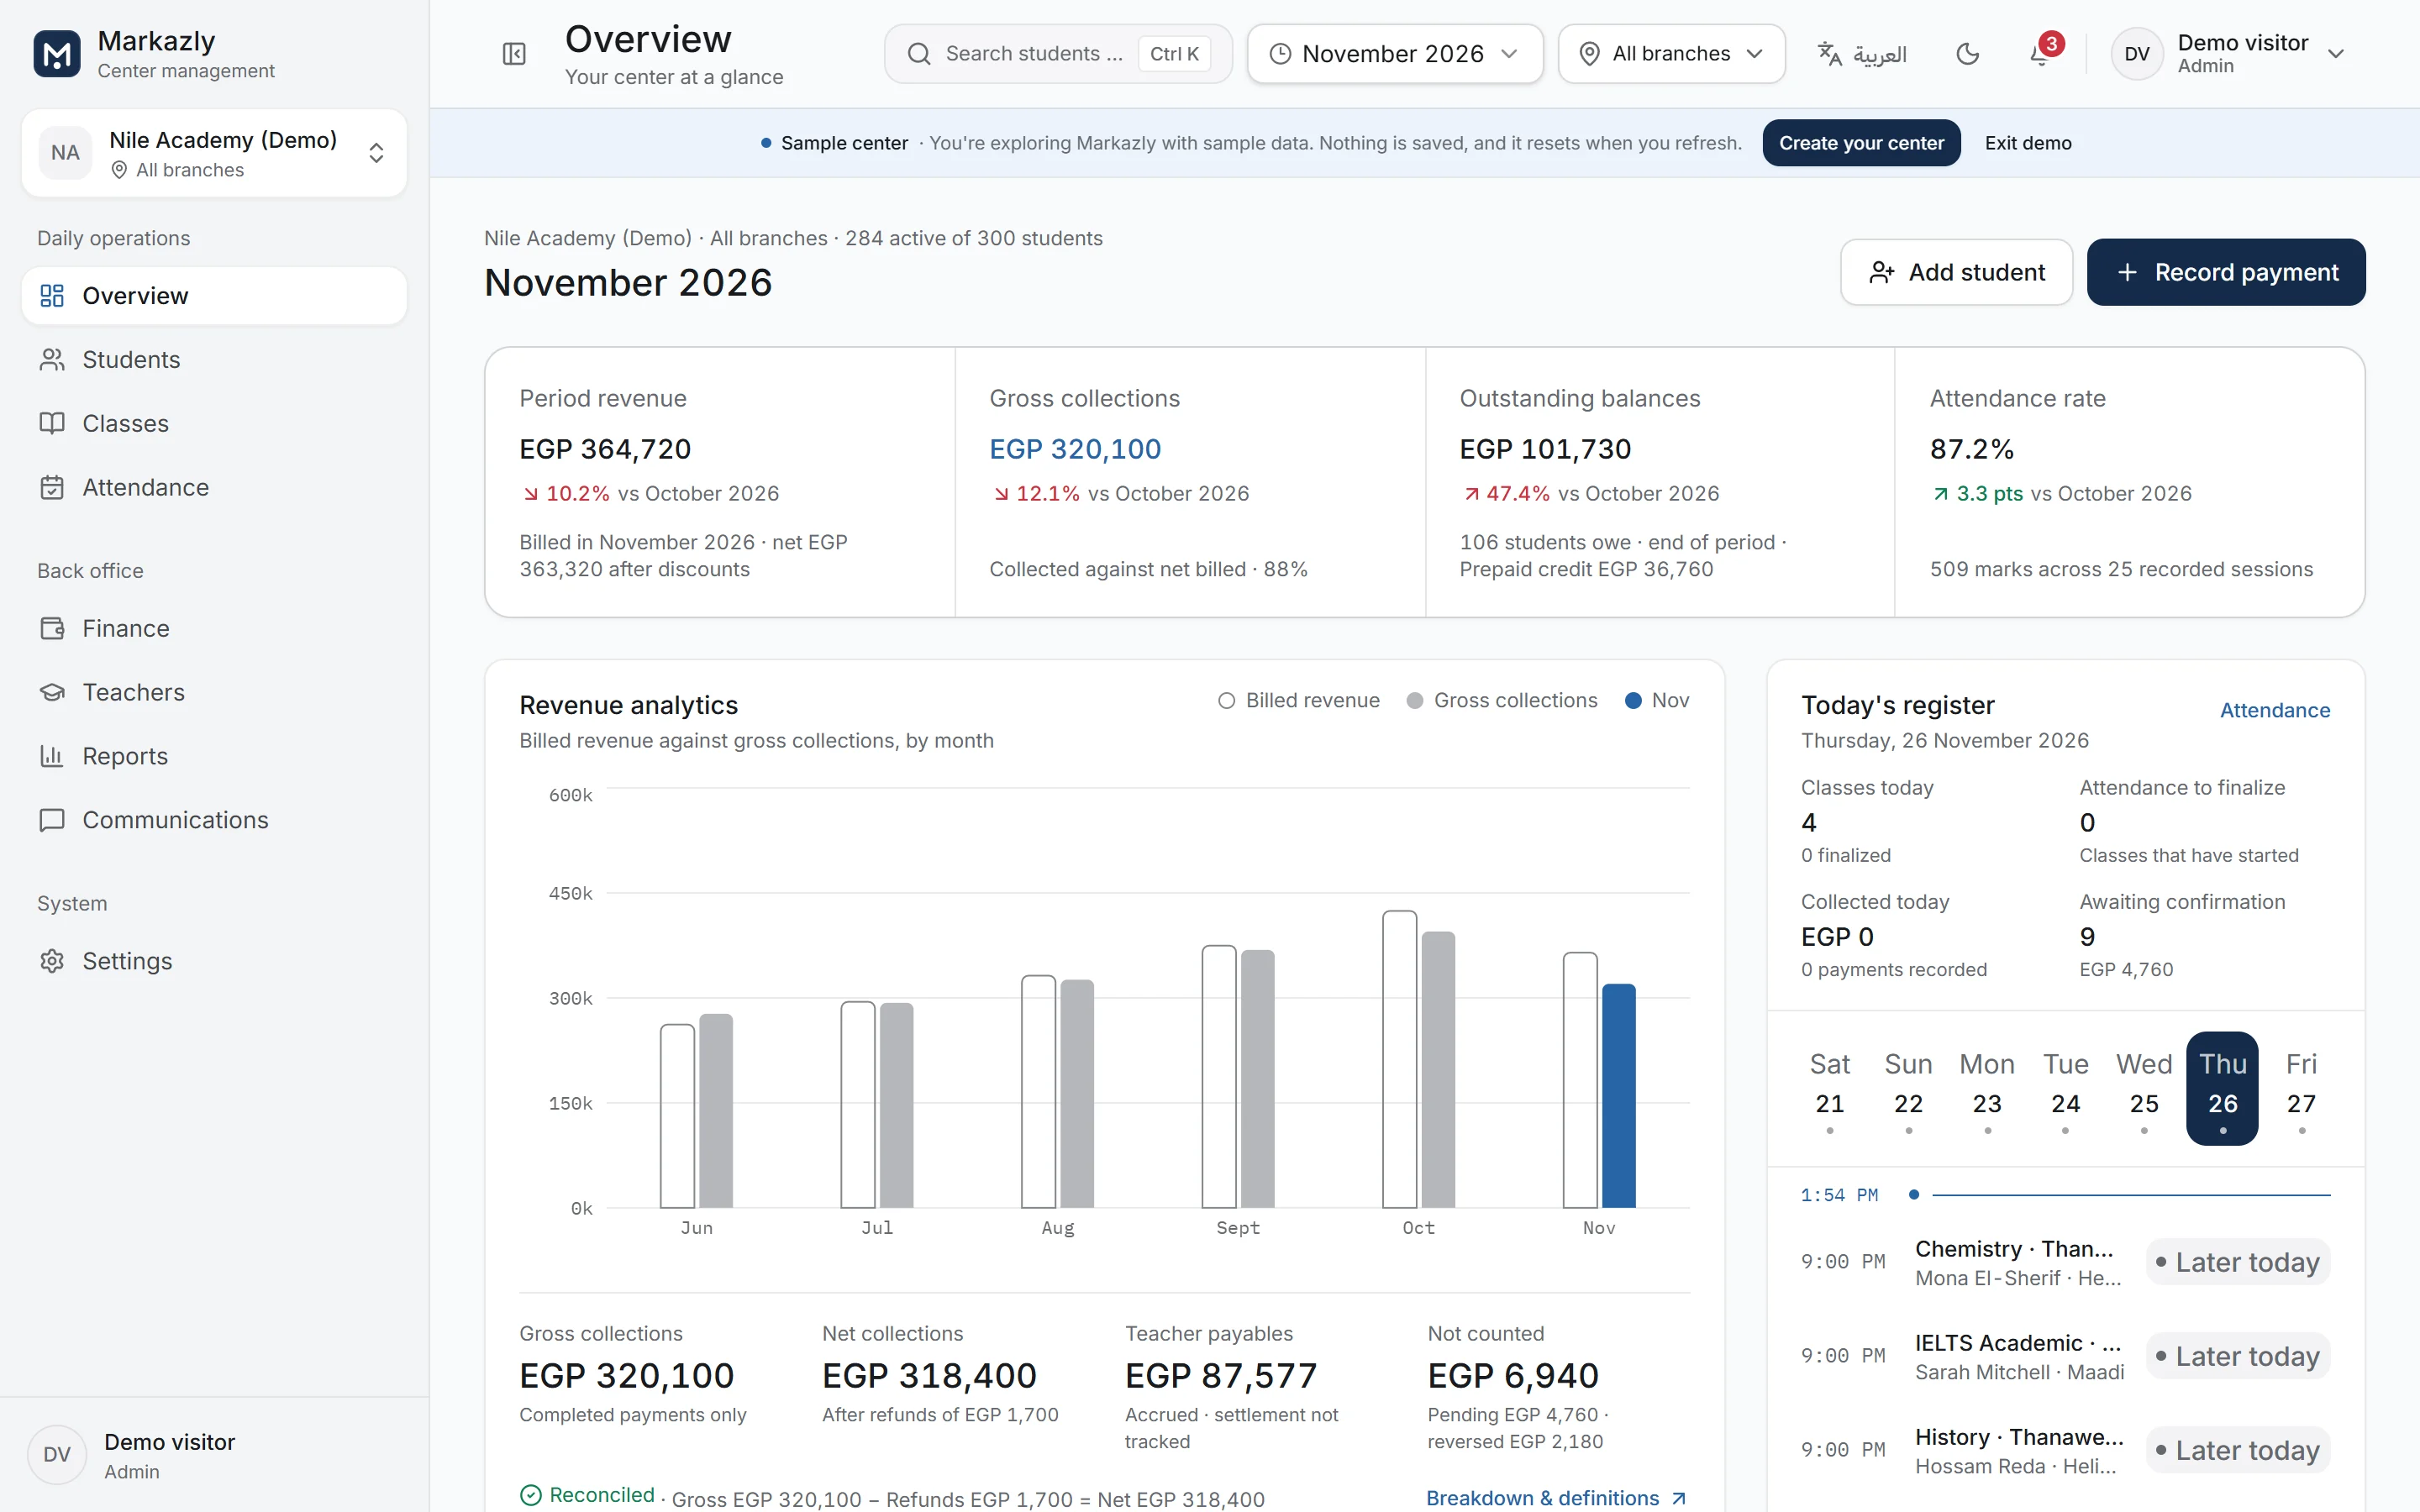 Markazly
Center management
NA
Nile Academy (Demo)
All branches
Daily operations
Overview
Students
Classes
Attendance
Back office
Finance
Teachers
Reports
Communications
System
Settings
DV
Demo visitor
Admin
Overview
Your center at a glance
Search students ...
Ctrl K
November 2026
All branches
العربية
3
DV
Demo visitor
Admin
Sample center · You're exploring Markazly with sample data. Nothing is saved, and it resets when you refresh.
Create your center
Exit demo
Nile Academy (Demo) · All branches · 284 active of 300 students
November 2026
Add student
Record payment
Period revenue
EGP 364,720
10.2% vs October 2026
Billed in November 2026 · net EGP
363,320 after discounts
Gross collections
EGP 320,100
12.1% vs October 2026
Collected against net billed · 88%
Outstanding balances
EGP 101,730
47.4% vs October 2026
106 students owe · end of period ·
Prepaid credit EGP 36,760
Attendance rate
87.2%
3.3 pts vs October 2026
509 marks across 25 recorded sessions
Revenue analytics
Billed revenue against gross collections, by month
Billed revenue
Gross collections
Nov
600k
450k
300k
150k
0k
Jun
Jul
Aug
Sept
Oct
Nov
Gross collections
EGP 320,100
Completed payments only
Net collections
EGP 318,400
After refunds of EGP 1,700
Teacher payables
EGP 87,577
Accrued · settlement not
tracked
Not counted
EGP 6,940
Pending EGP 4,760 ·
reversed EGP 2,180
Reconciled · Gross EGP 320,100 − Refunds EGP 1,700 = Net EGP 318,400
Breakdown & definitions
Today's register
Thursday, 26 November 2026
Attendance
Classes today
4
0 finalized
Attendance to finalize
0
Classes that have started
Collected today
EGP 0
0 payments recorded
Awaiting confirmation
9
EGP 4,760
Sat
21
Sun
22
Mon
23
Tue
24
Wed
25
Thu
26
Fri
27
1:54 PM
9:00 PM
Chemistry · Than...
Mona El-Sherif · He...
Later today
9:00 PM
IELTS Academic · ...
Sarah Mitchell · Maadi
Later today
9:00 PM
History · Thanawe...
Hossam Reda · Heli...
Later today